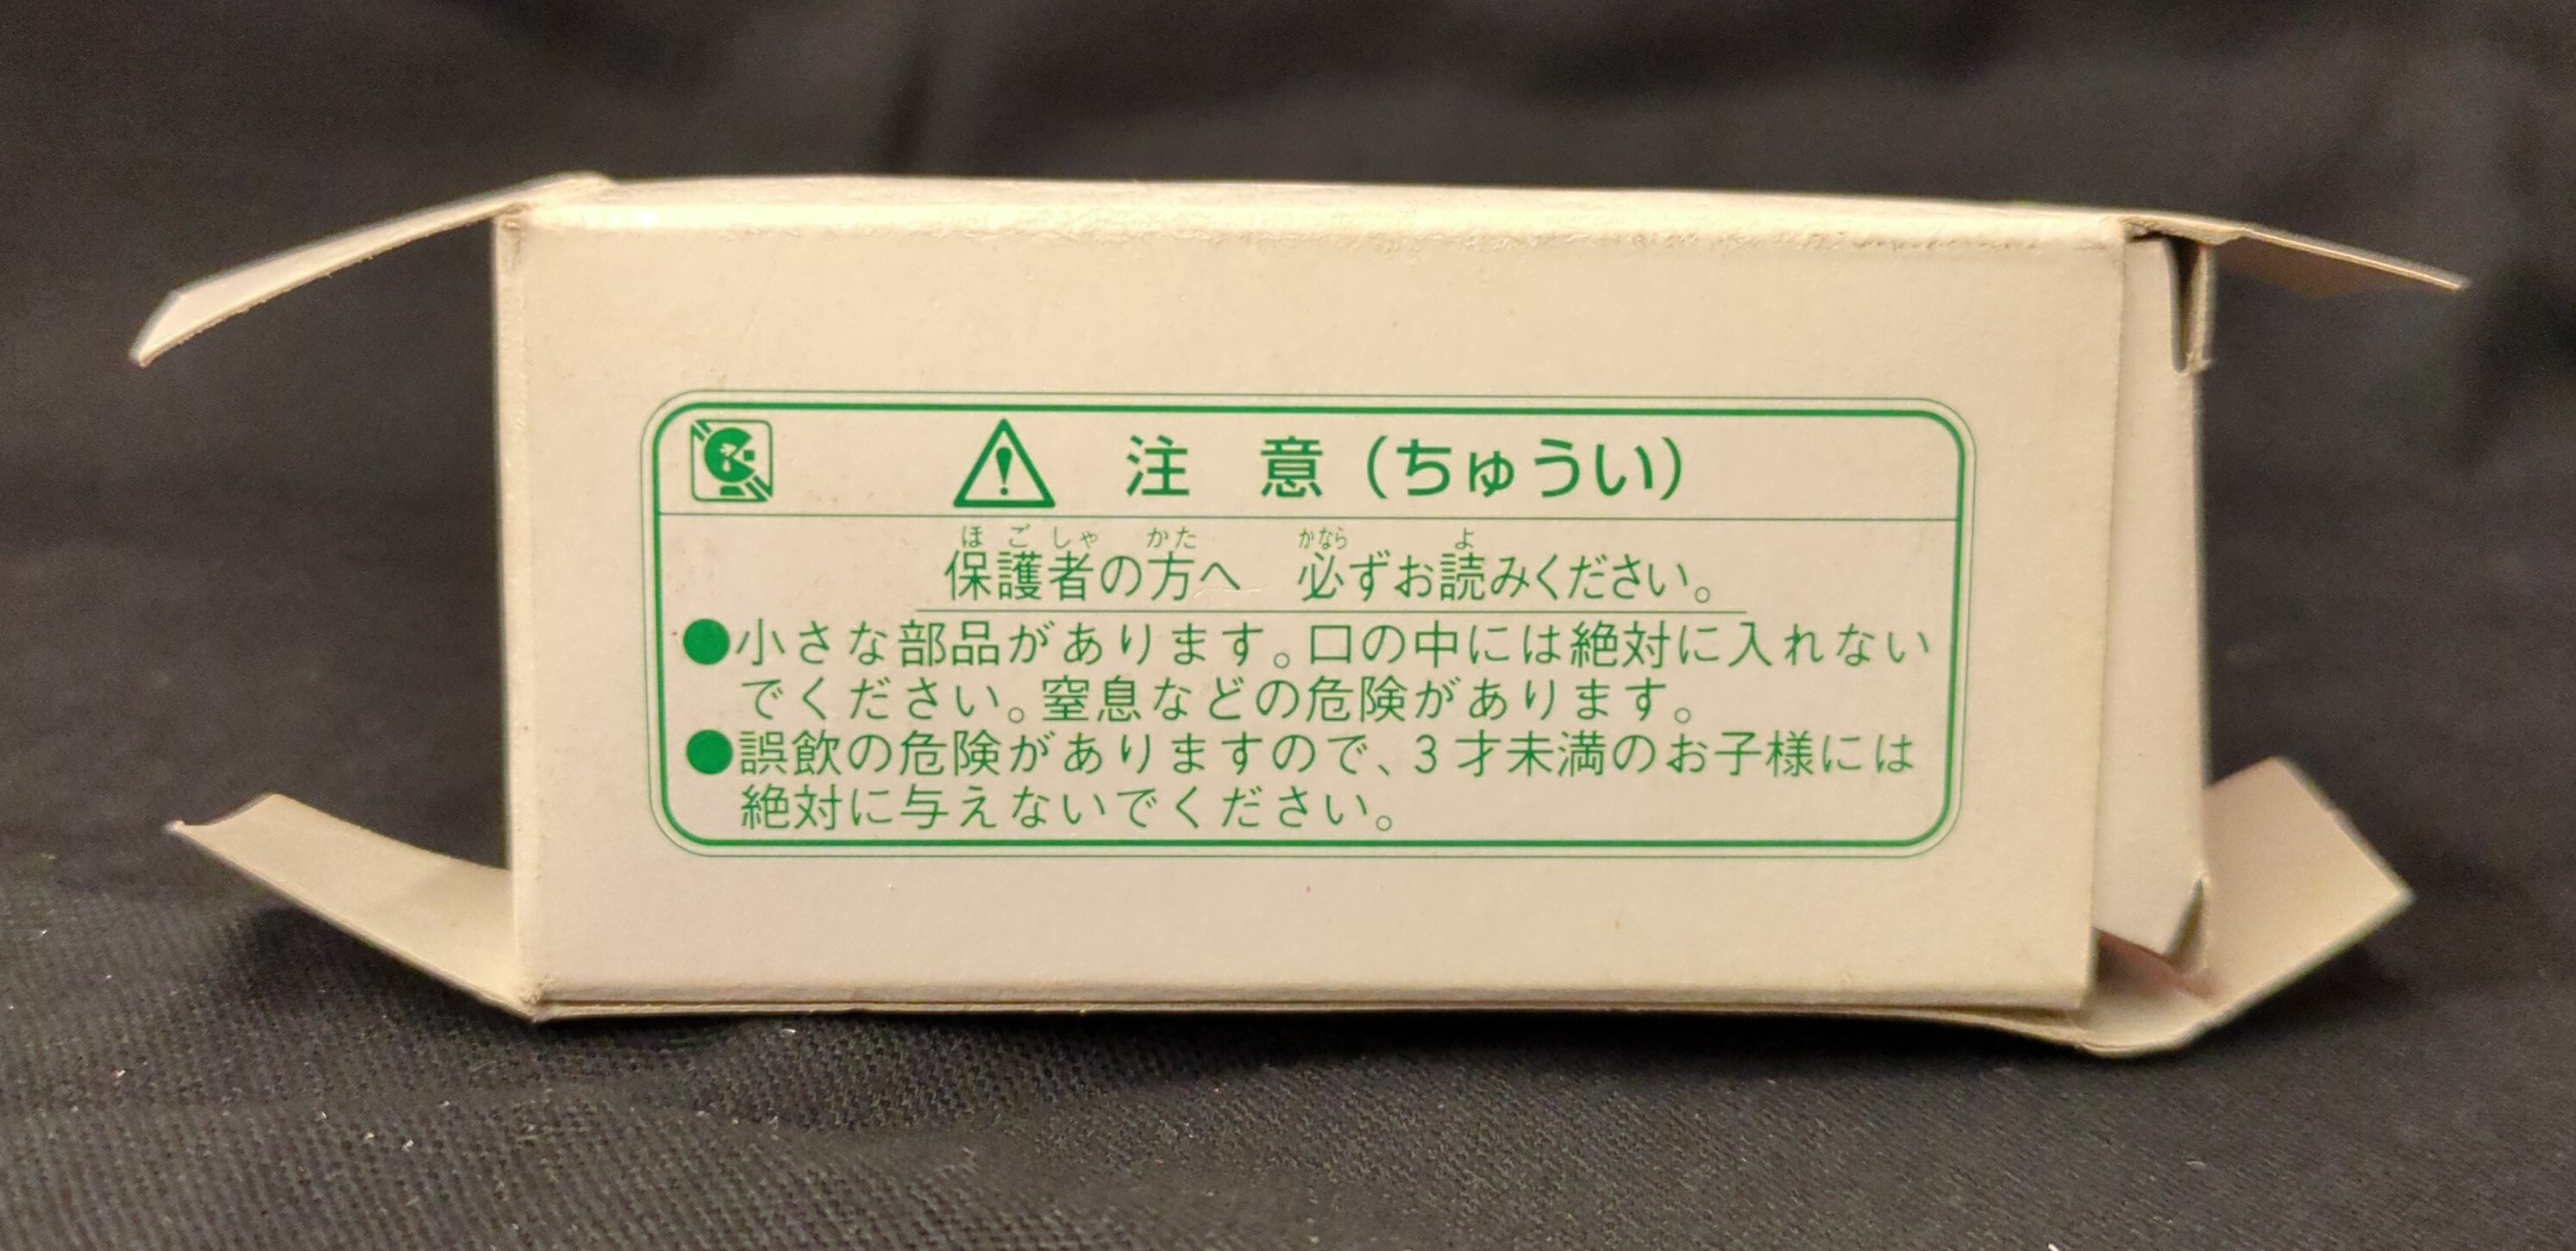 注　意（ちゅうい）
ほ ご しゃ かた かなら よ
保護者の方へ　必ずお読みください。
●小さな部品があります。口の中には絶対に入れない
でください。窒息などの危険があります。
●誤飲の危険がありますので、3才未満のお子様には
絶対に与えないでください。